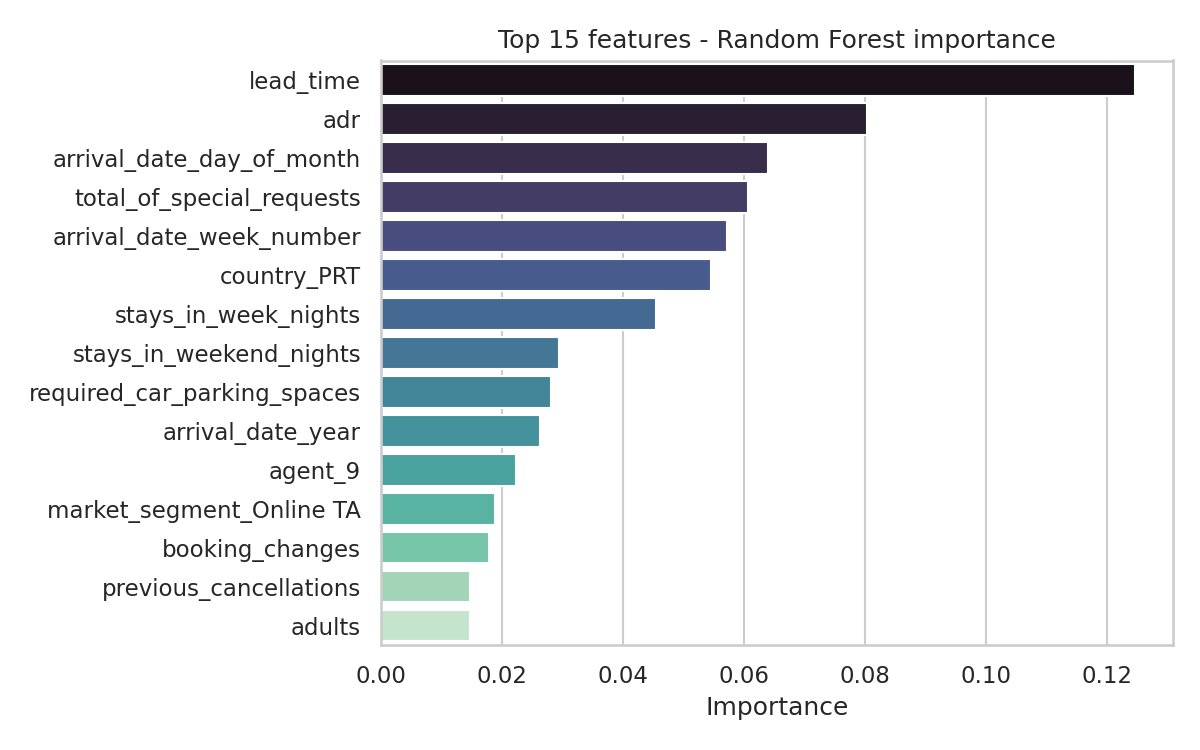 Top 15 features - Random Forest importance
lead_time
adr
arrival_date_day_of_month
total_of_special_requests
arrival_date_week_number
country_PRT
stays_in_week_nights
stays_in_weekend_nights
required_car_parking_spaces
arrival_date_year
agent_9
market_segment_Online TA
booking_changes
previous_cancellations
adults
0.00 0.02 0.04 0.06 0.08 0.10 0.12
Importance